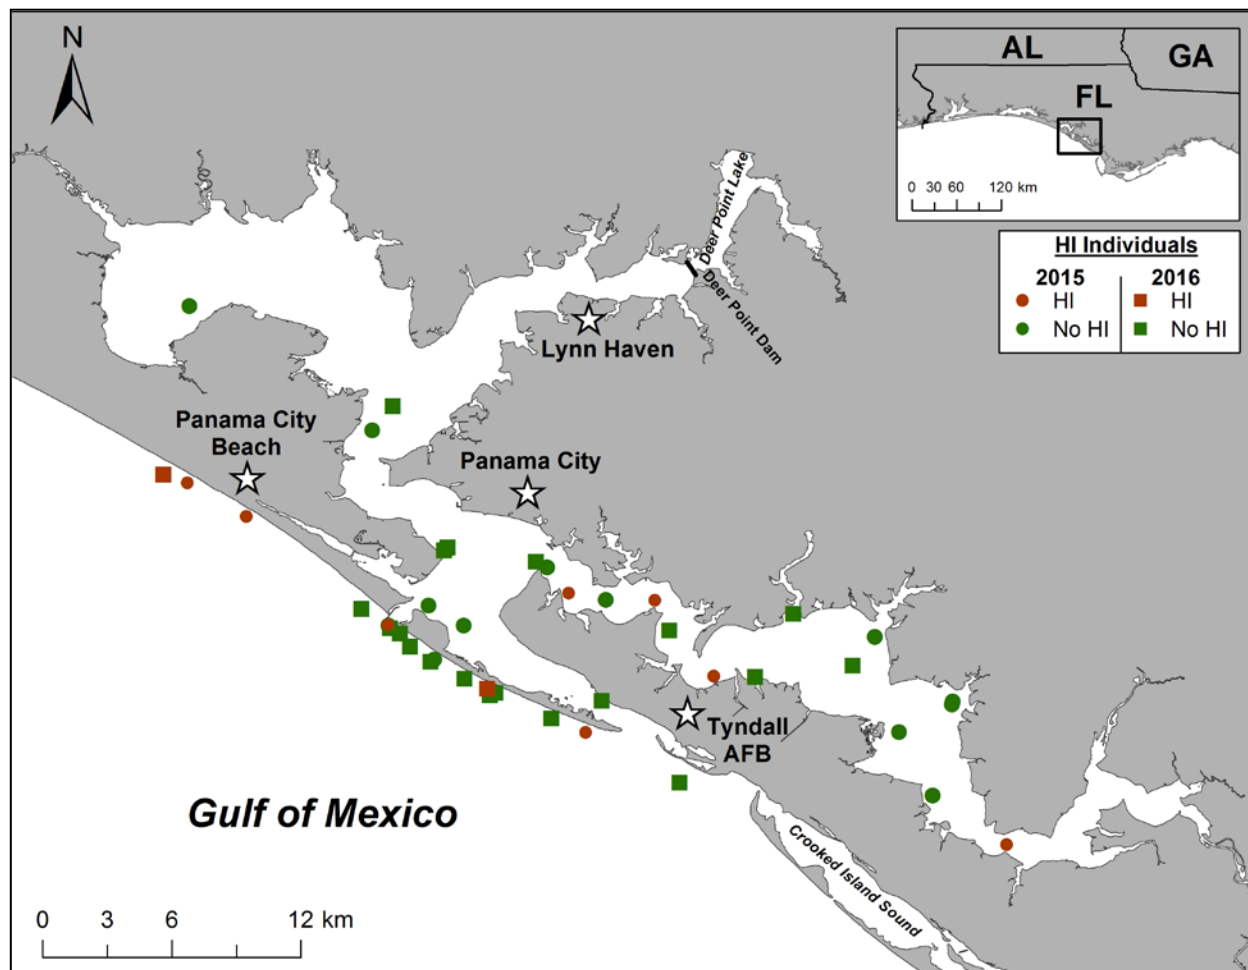 N
AL
GA
FL
0 30 60 120 km
HI Individuals
2015 2016
HI HI
No HI No HI
Deer Point Lake
Deer Point Dam
Lynn Haven
Panama City
Beach
Panama City
Tyndall
AFB
Gulf of Mexico
Crooked Island Sound
0 3 6 12 km